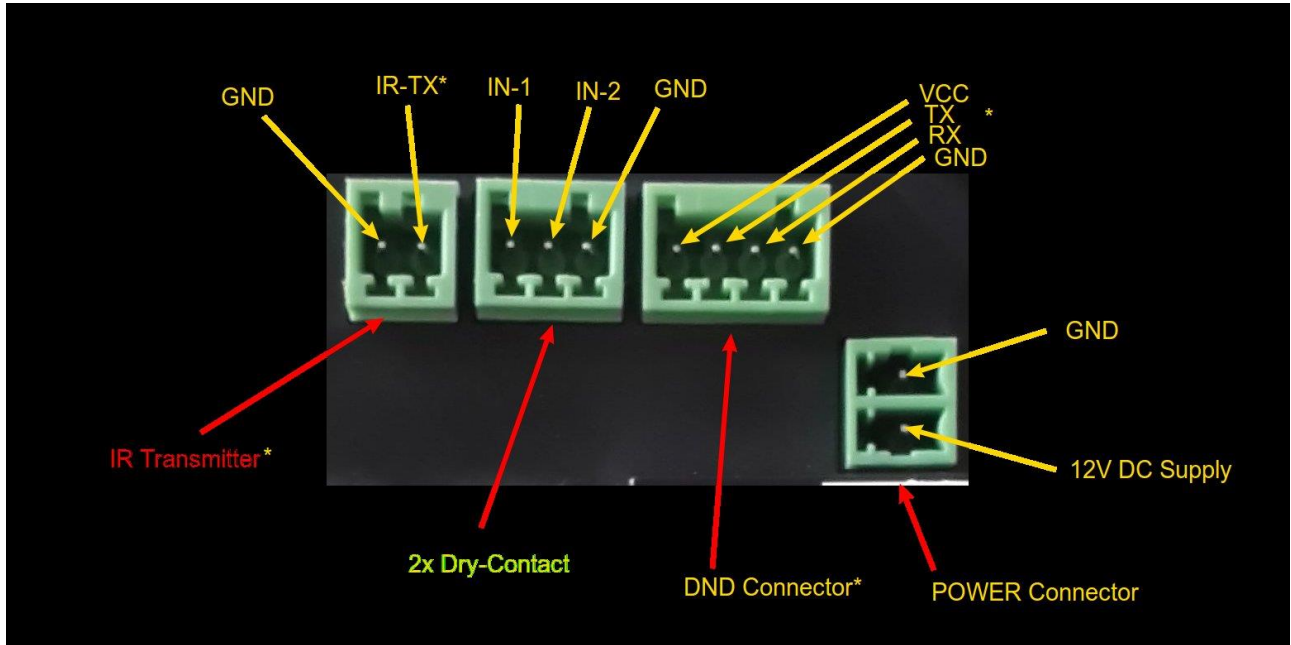 GND
IR-TX*
IN-1
IN-2
GND
VCC
TX *
RX
GND
GND
12V DC Supply
IR Transmitter*
2x Dry-Contact
DND Connector*
POWER Connector